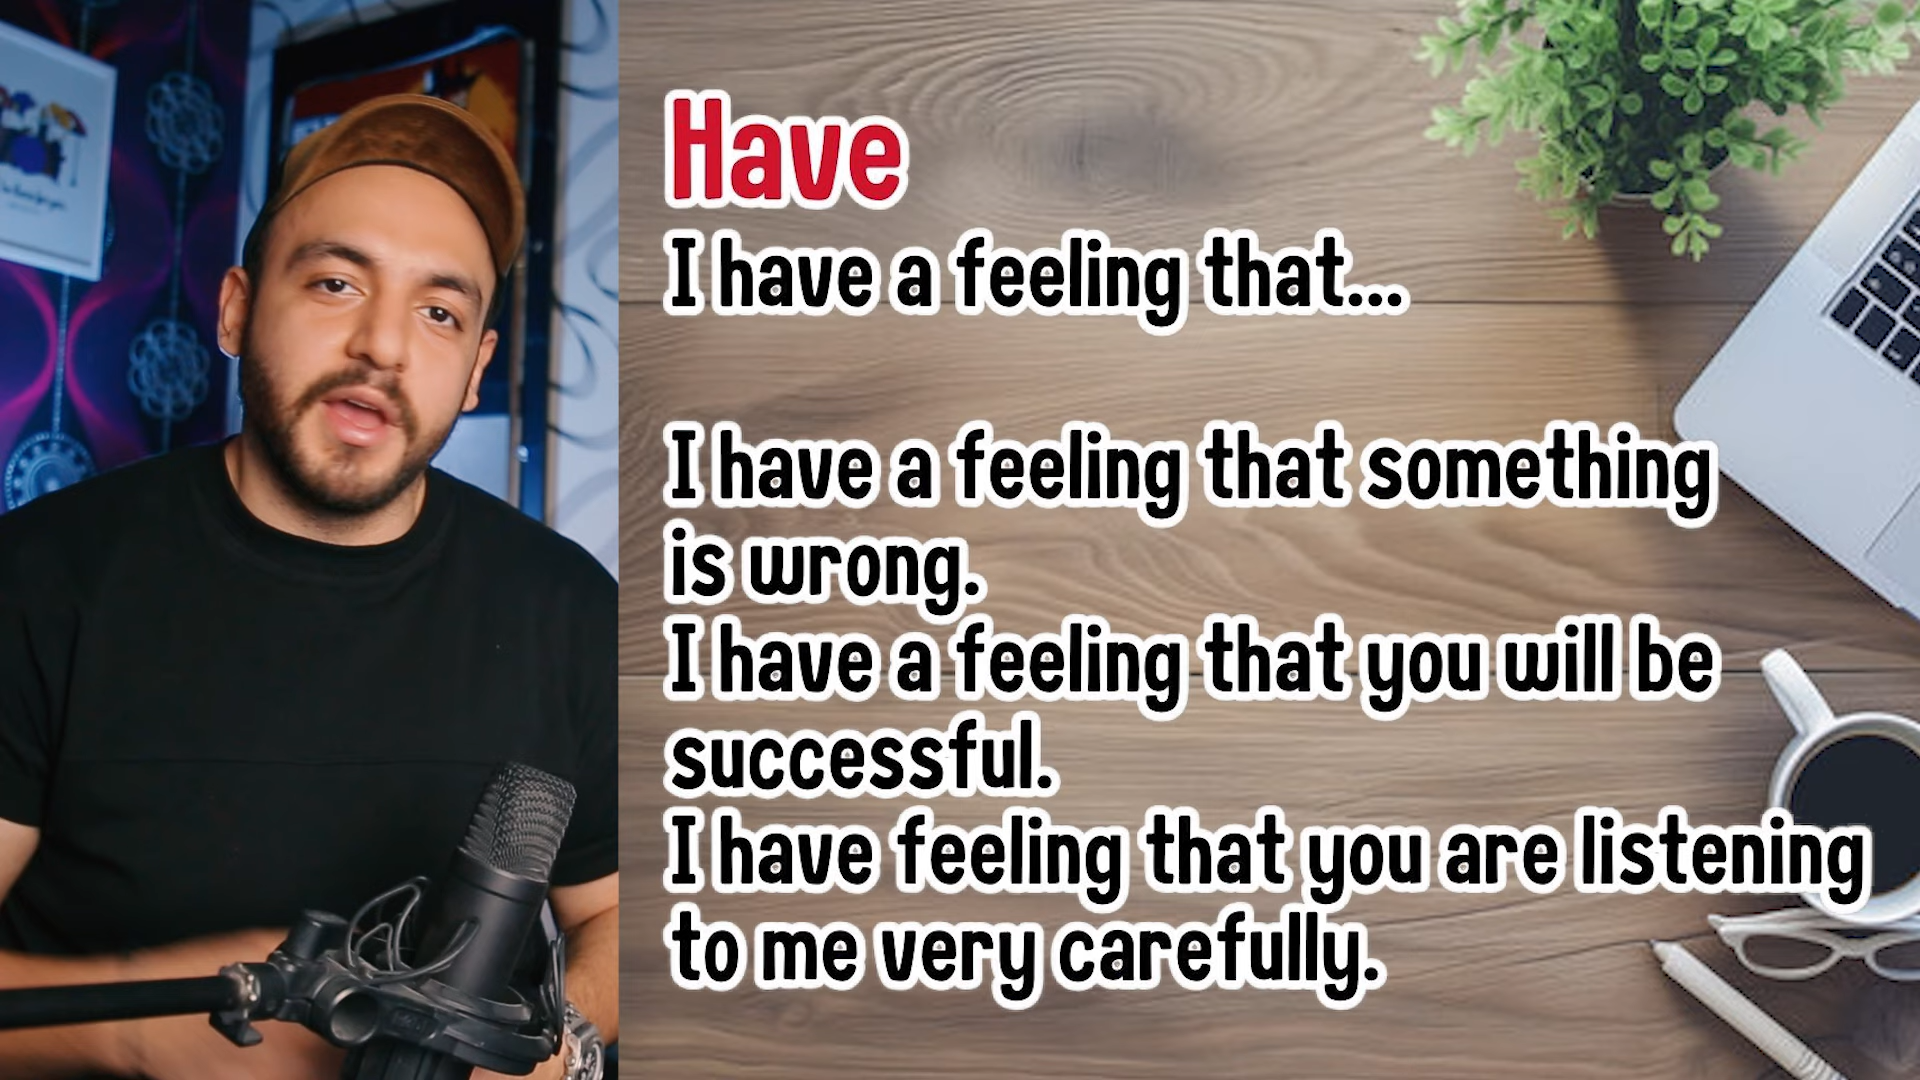 Have
I have a feeling that...
I have a feeling that something
is wrong.
I have a feeling that you will be
successful.
I have feeling that you are listening
to me very carefully.